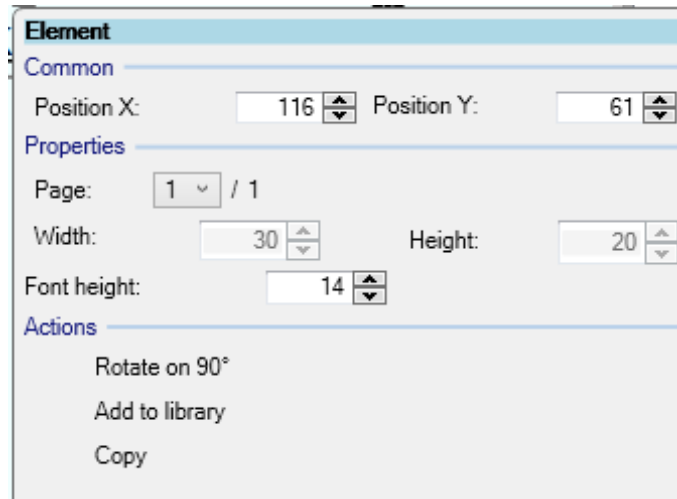 Element
Common
Position X: 116 Position Y: 61
Properties
Page: 1 / 1
Width: 30 Height: 20
Font height: 14
Actions
Rotate on 90°
Add to library
Copy